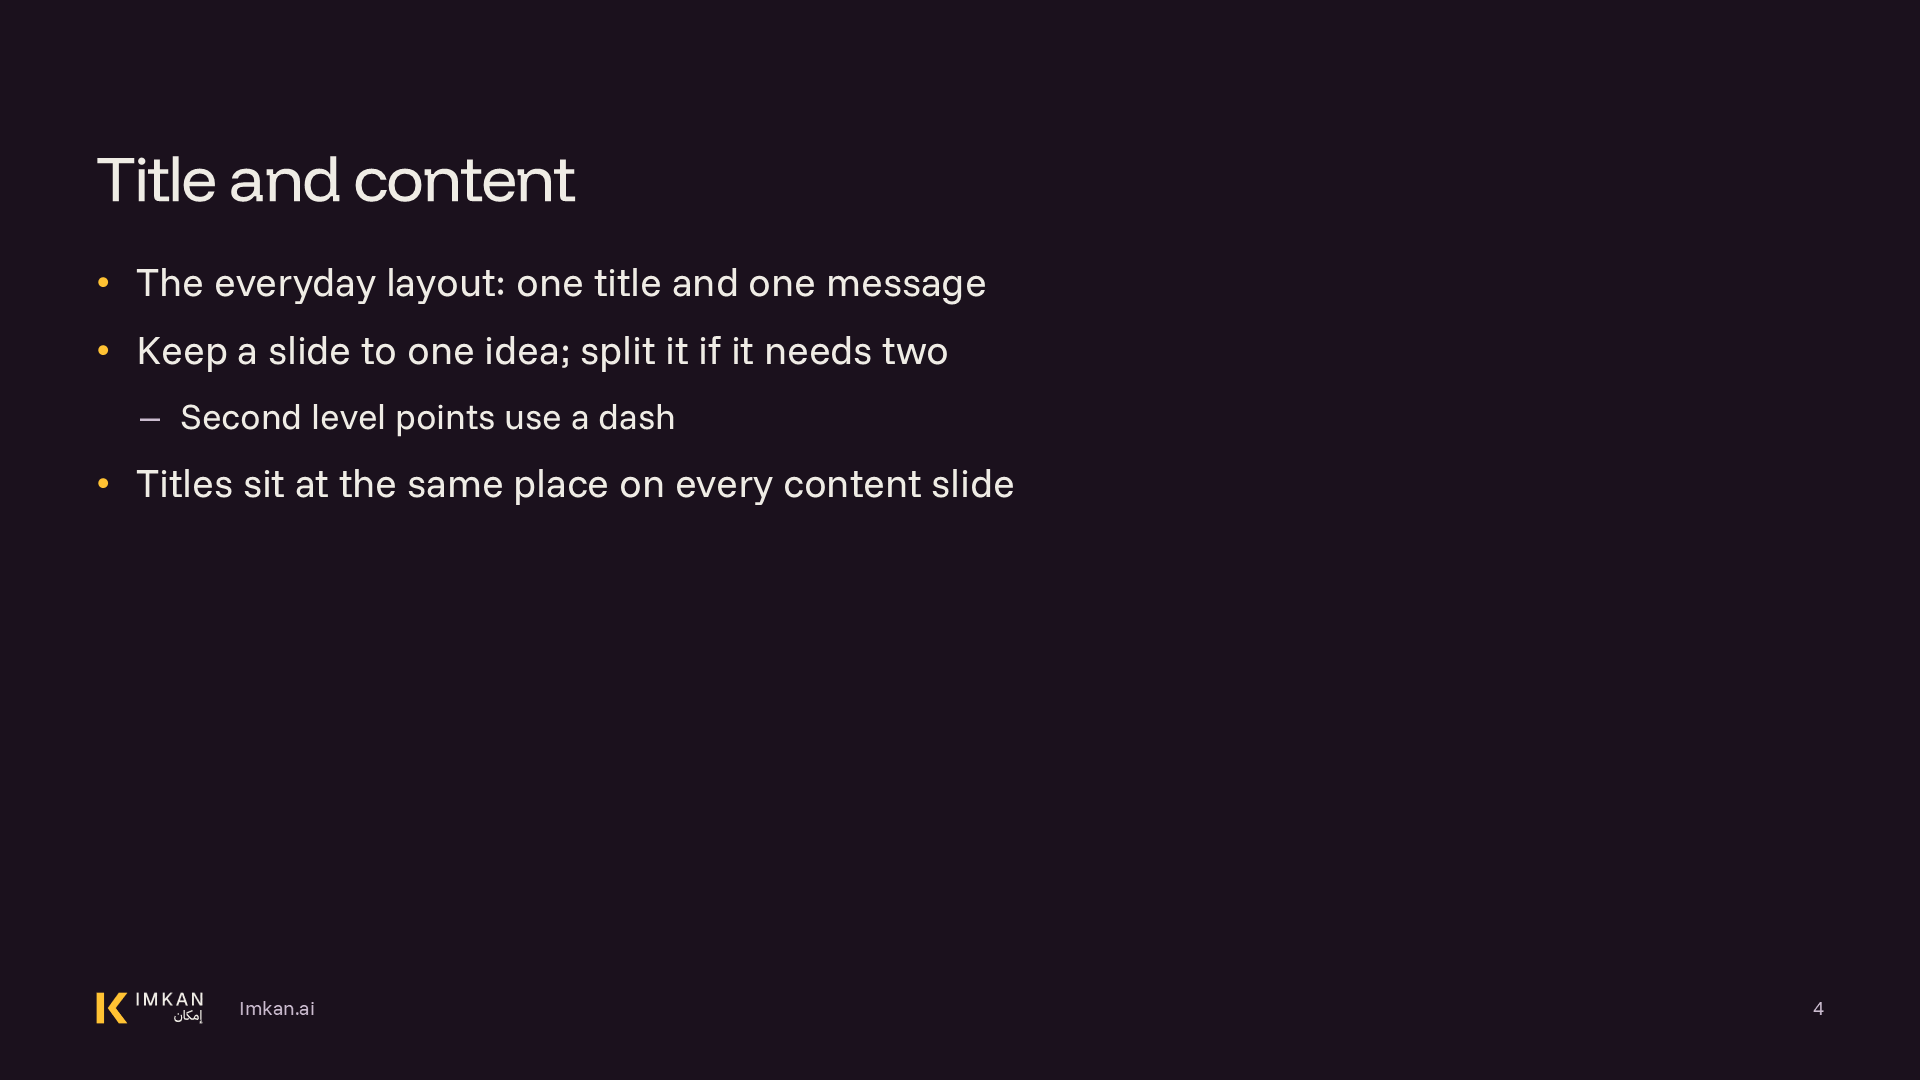 Title and content
• The everyday layout: one title and one message
• Keep a slide to one idea; split it if it needs two
– Second level points use a dash
• Titles sit at the same place on every content slide
IMKAN
إمكان
Imkan.ai
4